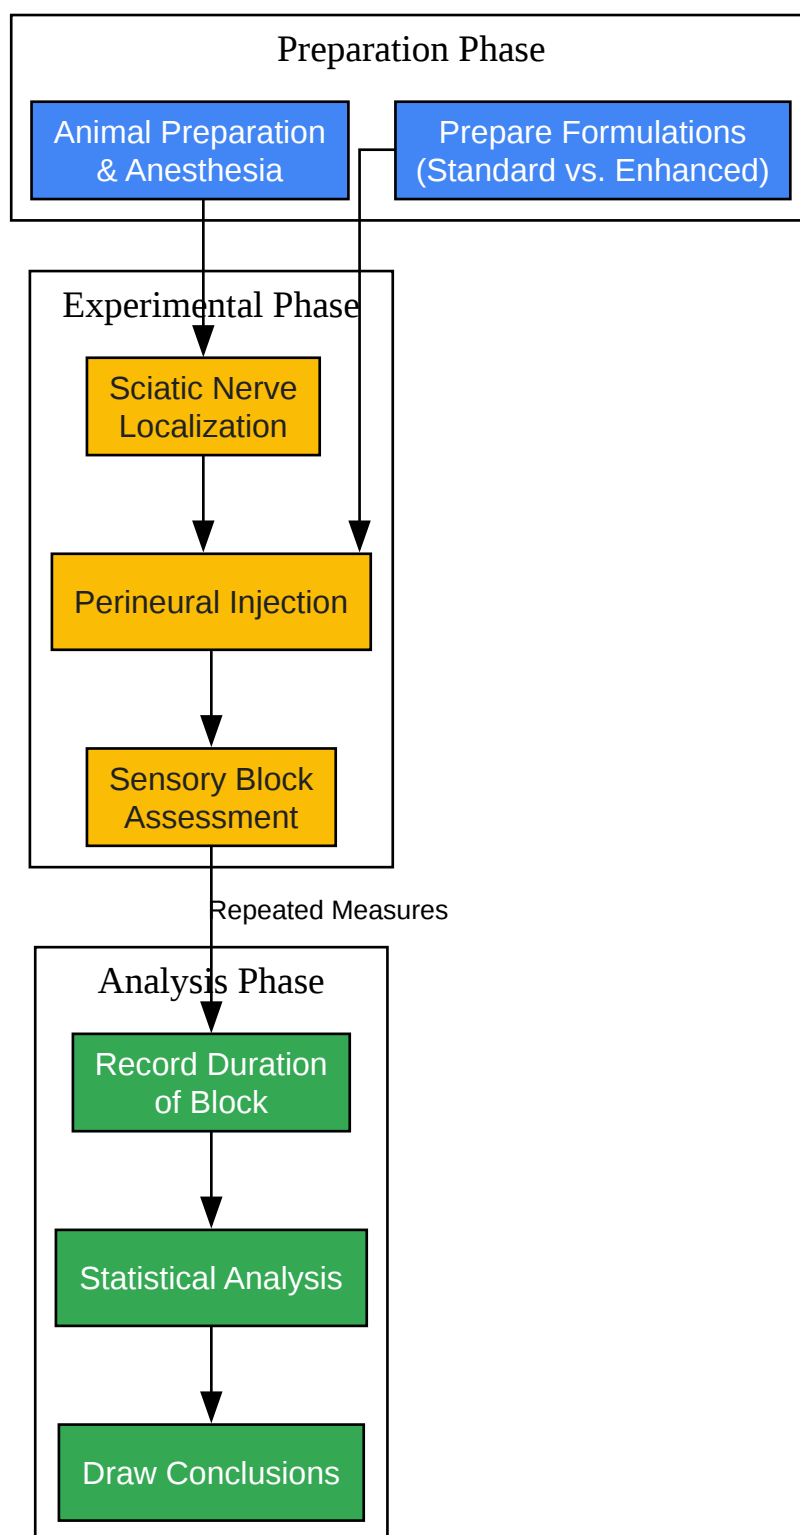 Preparation Phase
Animal Preparation
& Anesthesia
Prepare Formulations
(Standard vs. Enhanced)
Experimental Phase
Sciatic Nerve
Localization
Perineural Injection
Sensory Block
Assessment
Repeated Measures
Analysis Phase
Record Duration
of Block
Statistical Analysis
Draw Conclusions